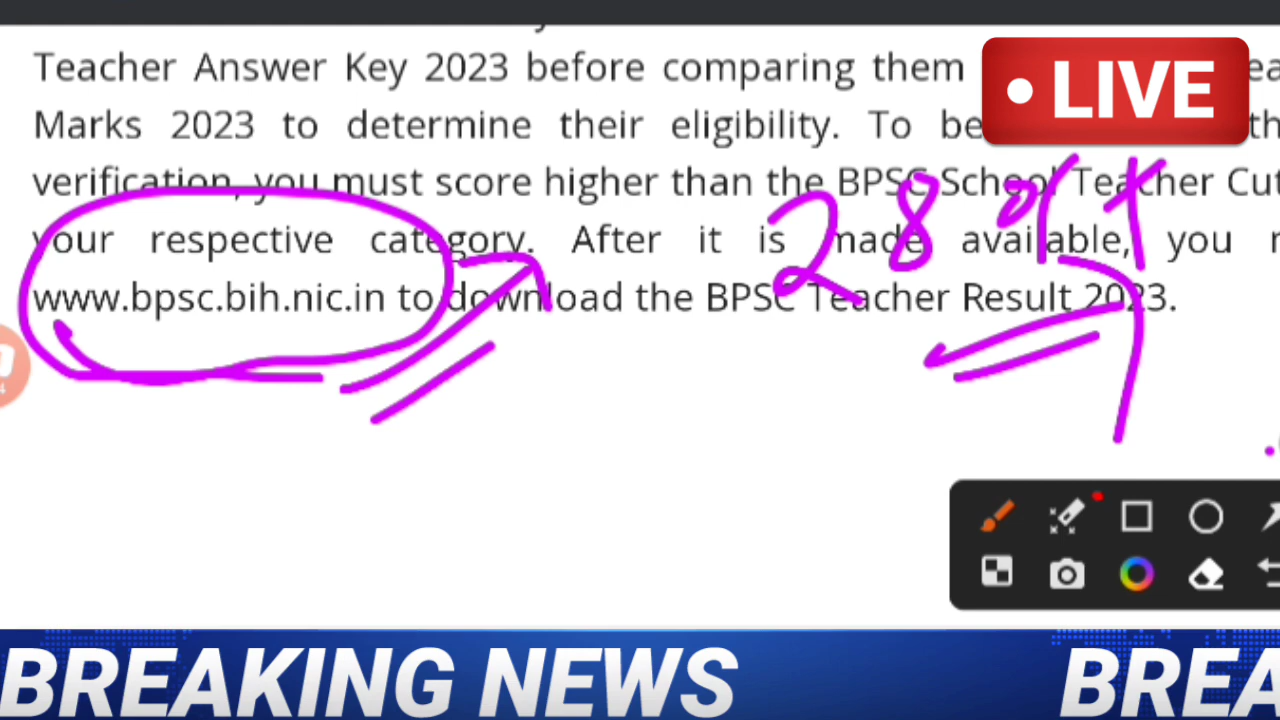 Teacher Answer Key 2023 before comparing them
LIVE
Marks 2023 to determine their eligibility. To be
verification, you must score higher than the BPSC School Teacher
your respective category. After it is made available, you
28
www.bpsc.bih.nic.in to download the BPSC Teacher Result 2023.
BREAKING NEWS